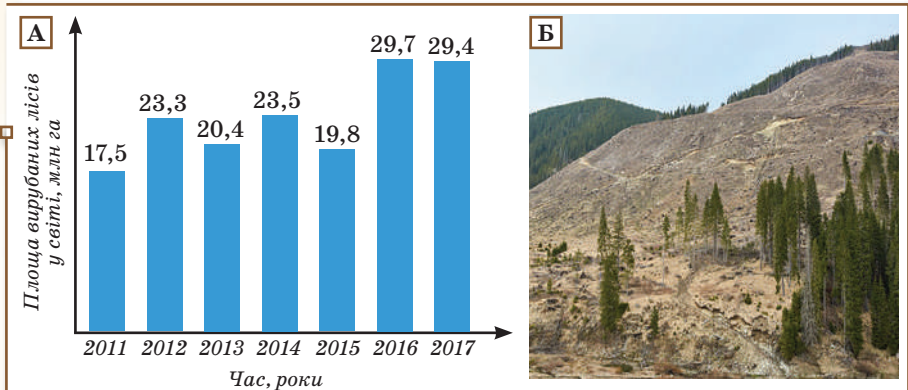 А
Б
Площа вирубаних лісів
у світі, млн га
17,5
23,3
20,4
23,5
19,8
29,7
29,4
2011 2012 2013 2014 2015 2016 2017
Час, роки